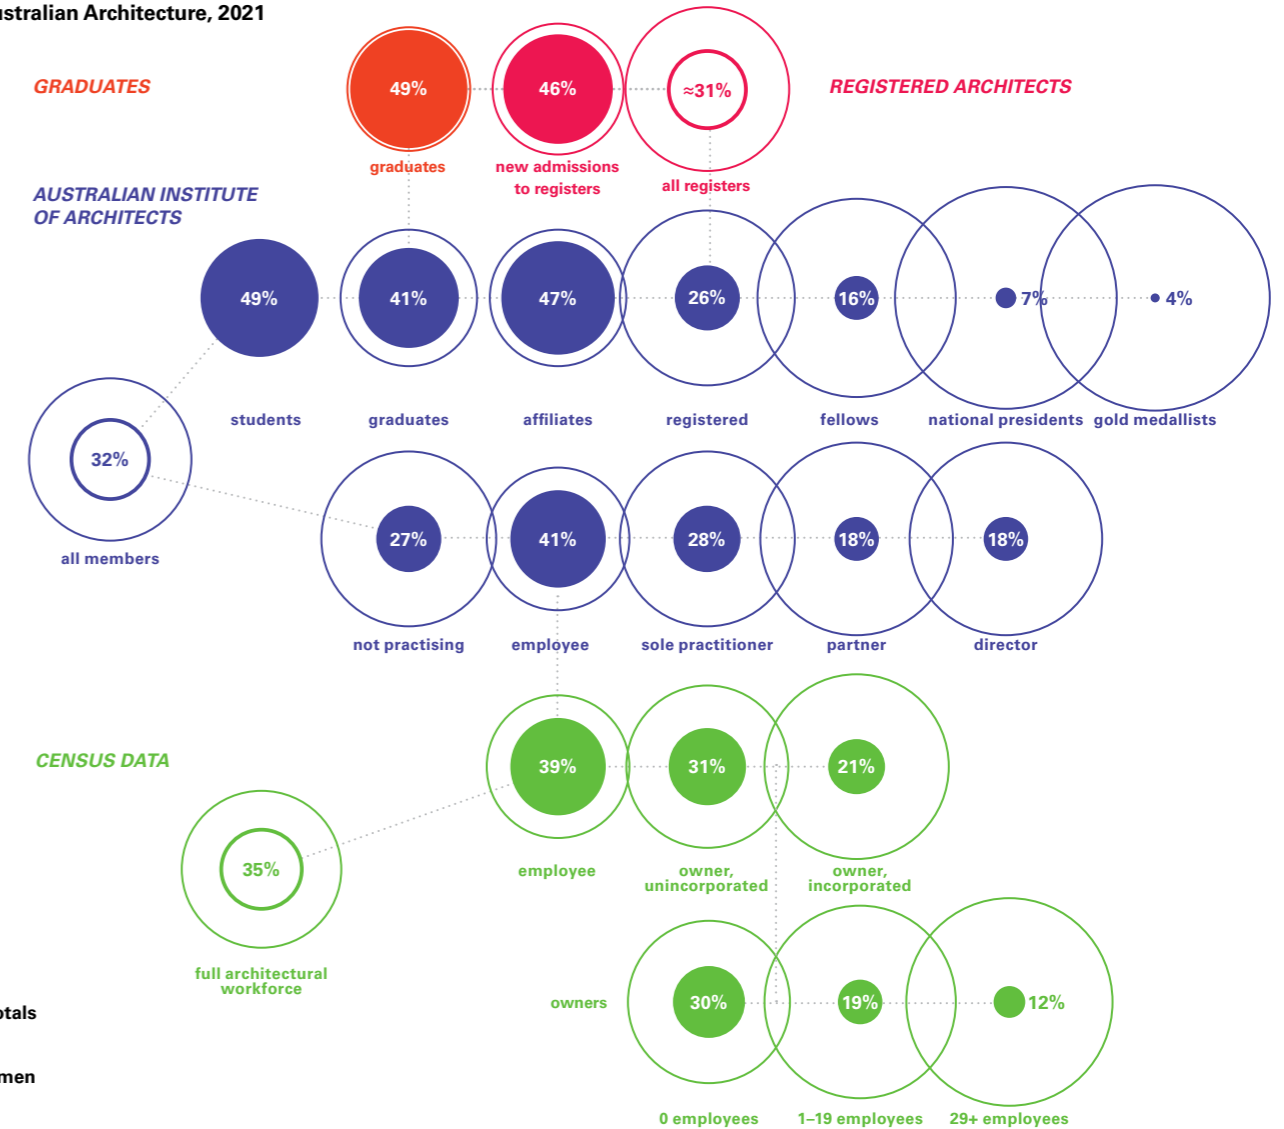 Australian Architecture, 2021
GRADUATES
49%
46%
≈31%
REGISTERED ARCHITECTS
graduates
new admissions
to registers
all registers
AUSTRALIAN INSTITUTE
OF ARCHITECTS
49%
41%
47%
26%
16%
7%
4%
students
graduates
affiliates
registered
fellows
national presidents
gold medallists
32%
all members
27%
41%
28%
18%
18%
not practising
employee
sole practitioner
partner
director
CENSUS DATA
39%
31%
21%
employee
owner,
unincorporated
owner,
incorporated
35%
full architectural
workforce
owners
30%
19%
12%
0 employees
1–19 employees
29+ employees